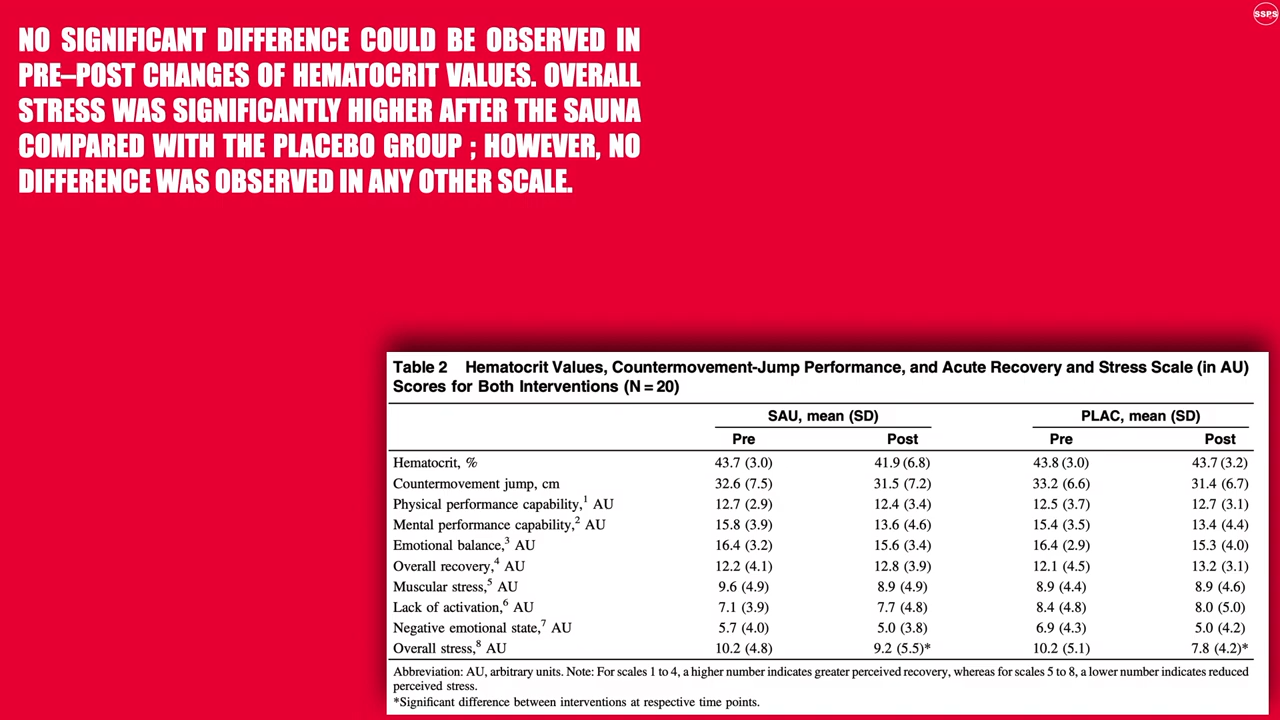 SSPS
NO SIGNIFICANT DIFFERENCE COULD BE OBSERVED IN
PRE–POST CHANGES OF HEMATOCRIT VALUES. OVERALL
STRESS WAS SIGNIFICANTLY HIGHER AFTER THE SAUNA
COMPARED WITH THE PLACEBO GROUP ; HOWEVER, NO
DIFFERENCE WAS OBSERVED IN ANY OTHER SCALE.
Table 2 Hematocrit Values, Countermovement-Jump Performance, and Acute Recovery and Stress Scale (in AU)
Scores for Both Interventions (N = 20)
SAU, mean (SD) PLAC, mean (SD)
Pre Post Pre Post
Hematocrit, % 43.7 (3.0) 41.9 (6.8) 43.8 (3.0) 43.7 (3.2)
Countermovement jump, cm 32.6 (7.5) 31.5 (7.2) 33.2 (6.6) 31.4 (6.7)
Physical performance capability,¹ AU 12.7 (2.9) 12.4 (3.4) 12.5 (3.7) 12.7 (3.1)
Mental performance capability,² AU 15.8 (3.9) 13.6 (4.6) 15.4 (3.5) 13.4 (4.4)
Emotional balance,³ AU 16.4 (3.2) 15.6 (3.4) 16.4 (2.9) 15.3 (4.0)
Overall recovery,⁴ AU 12.2 (4.1) 12.8 (3.9) 12.1 (4.5) 13.2 (3.1)
Muscular stress,⁵ AU 9.6 (4.9) 8.9 (4.9) 8.9 (4.4) 8.9 (4.6)
Lack of activation,⁶ AU 7.1 (3.9) 7.7 (4.8) 8.4 (4.8) 8.0 (5.0)
Negative emotional state,⁷ AU 5.7 (4.0) 5.0 (3.8) 6.9 (4.3) 5.0 (4.2)
Overall stress,⁸ AU 10.2 (4.8) 9.2 (5.5)* 10.2 (5.1) 7.8 (4.2)*
Abbreviation: AU, arbitrary units. Note: For scales 1 to 4, a higher number indicates greater perceived recovery, whereas for scales 5 to 8, a lower number indicates reduced
perceived stress.
*Significant difference between interventions at respective time points.